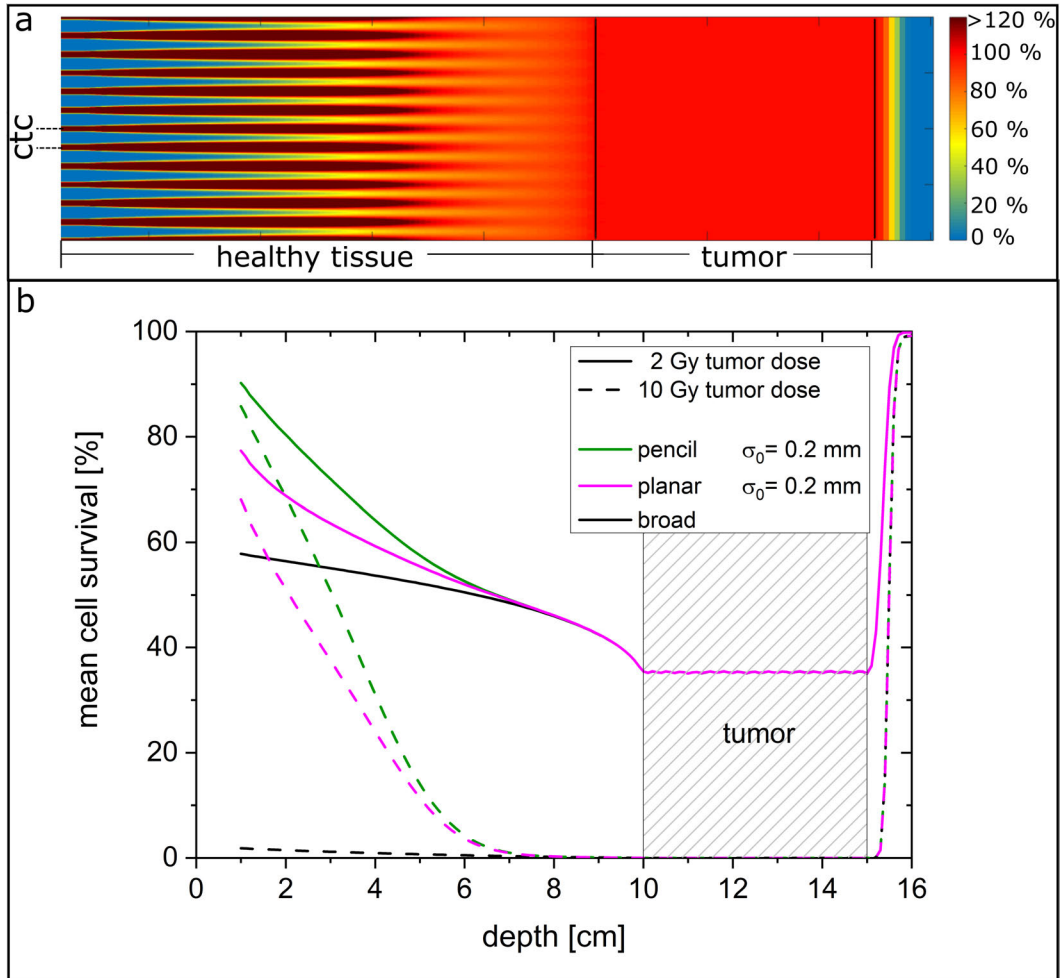 a
ctc
>120 %
100 %
80 %
60 %
40 %
20 %
0 %
healthy tissue
tumor
b
100
80
60
40
20
0
mean cell survival [%]
2 Gy tumor dose
10 Gy tumor dose
pencil σ₀= 0.2 mm
planar σ₀= 0.2 mm
broad
tumor
0 2 4 6 8 10 12 14 16
depth [cm]